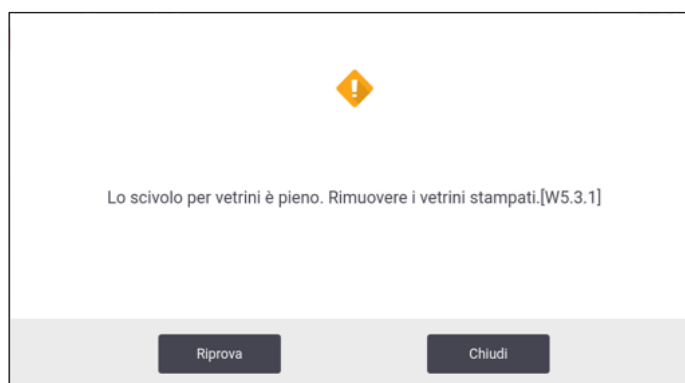 Lo scivolo per vetrini è pieno. Rimuovere i vetrini stampati.[W5.3.1]
Riprova
Chiudi